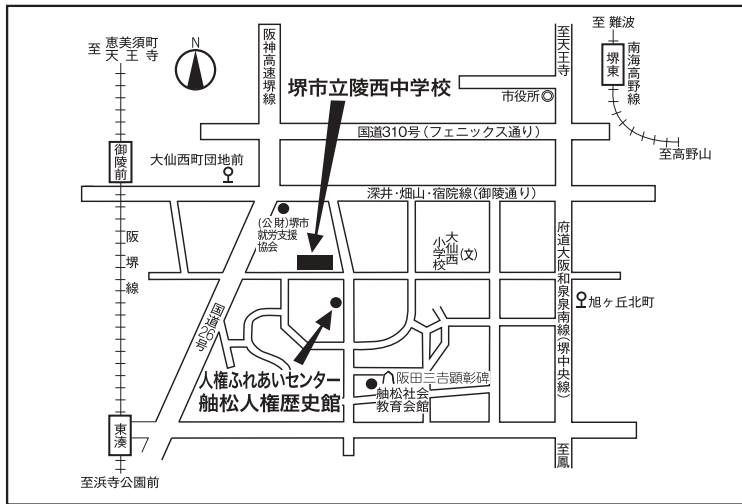 至 恵美須町
天王寺
N
阪神高速堺線
至天王寺
至 難波
堺東
南海高野線
堺市立陵西中学校
市役所
国道310号(フェニックス通り)
至高野山
御陵前
大仙西町団地前
深井・畑山・宿院線(御陵通り)
(公財)堺市
就労支援
協会
大仙西
小学校
(文)
阪堺線
府道大阪和泉泉南線(堺中央線)
旭ヶ丘北町
国道26号
人権ふれあいセンター
舳松人権歴史館
阪田三吉顕彰碑
舳松社会
教育会館
東湊
至浜寺公園前
至鳳